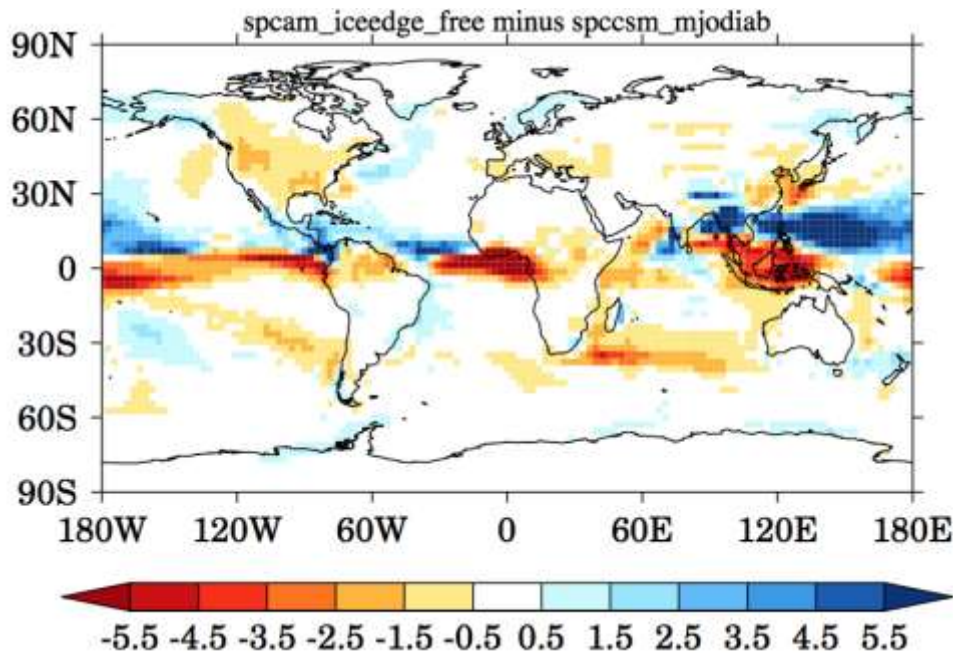 spcam_iceedge_free minus spccsm_mjodiab
90N
60N
30N
0
30S
60S
90S
180W 120W 60W 0 60E 120E 180E
-5.5 -4.5 -3.5 -2.5 -1.5 -0.5 0.5 1.5 2.5 3.5 4.5 5.5